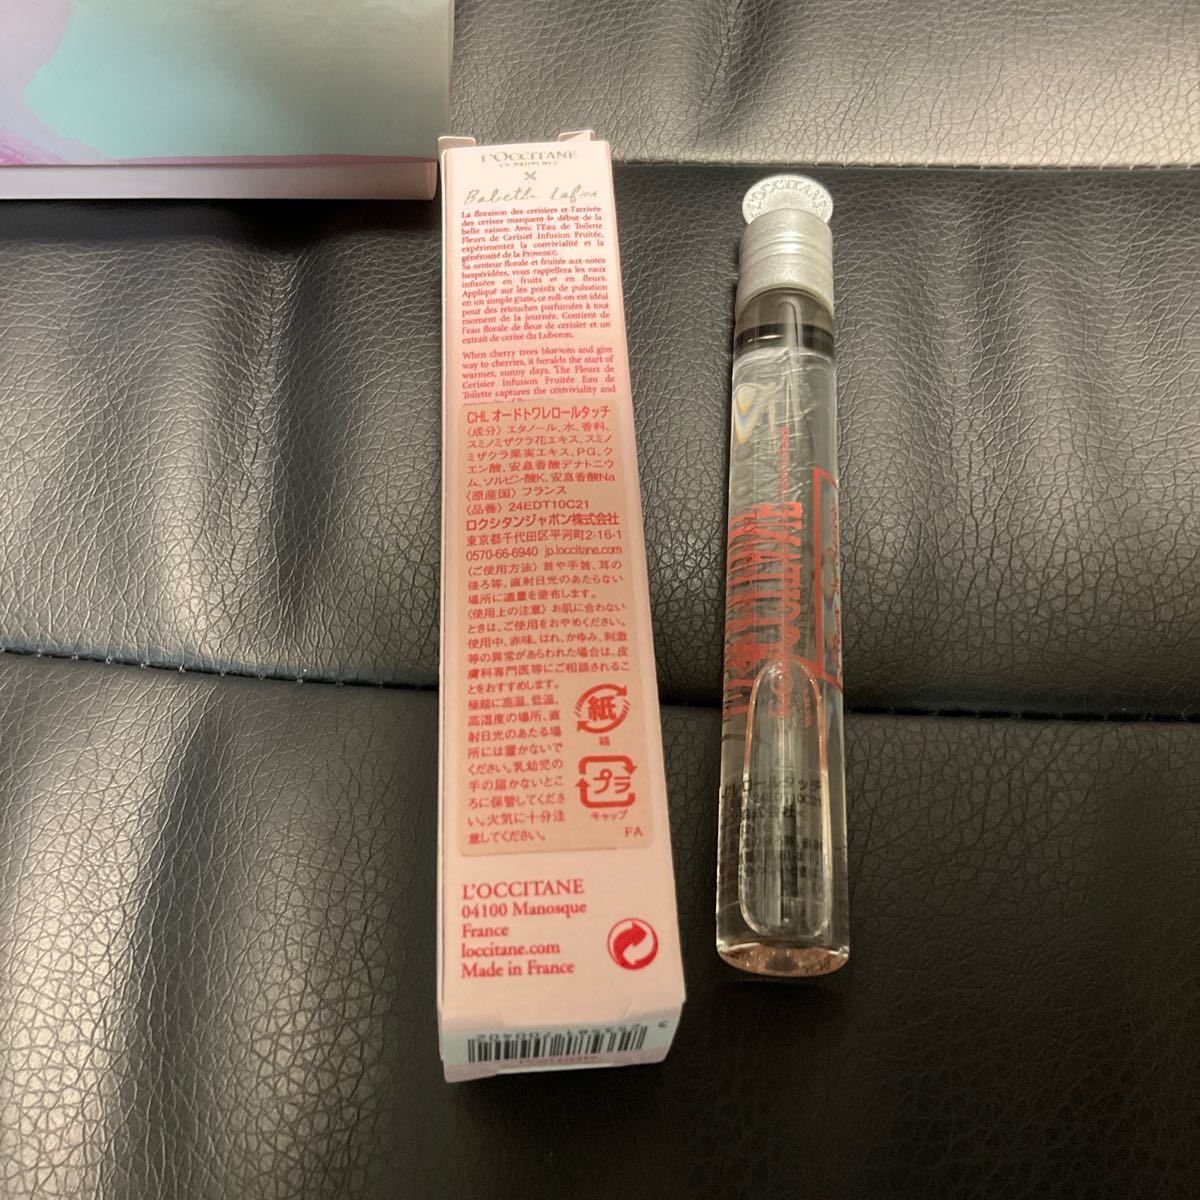 L'OCCITANE
EN PROVENCE
×
La floraison des cerisiers et l'arrivée
des cerises marquent le début de la
belle saison. Avec l'Eau de Toilette
Fleurs de Cerisier Infusion Fruitée,
expérimentez la convivialité et la
générosité de la Provence.
Sa senteur florale et fruitée aux notes
hespéridées, vous rappellera les eaux
infusées en fruits et en fleurs.
Appliqué sur les points de pulsation
en un simple geste, ce roll-on est idéal
pour des retouches parfumées à tout
moment de la journée. Contient de
l'eau florale de fleur de cerisier et un
extrait de cerise du Luberon.
When cherry trees blossom and give
way to cherries, it heralds the start of
warmer, sunny days. The Fleurs de
Cerisier Infusion Fruitée Eau de
Toilette captures the conviviality and
CHL オードトワレロールタッチ
〈成分〉エタノール、水、香料、
スミノミザクラ花エキス、スミノ
ミザクラ果実エキス、PG、ク
エン酸、安息香酸デナトニウ
ム、ソルビン酸K、安息香酸Na
〈原産国〉フランス
〈品番〉24EDT10C21
ロクシタンジャポン株式会社
東京都千代田区平河町2-16-1
0570-66-6940 jp.loccitane.com
〈ご使用方法〉首や手首、耳の
後ろ等、直射日光のあたらない
場所に適量を塗布します。
〈使用上の注意〉お肌に合わない
ときは、ご使用をおやめください。
使用中、赤味、はれ、かゆみ、刺激
等の異常があらわれた場合は、皮
膚科専門医等にご相談されるこ
とをおすすめします。
極端に高温、低温、
高湿度の場所、直
射日光のあたる場
所には置かないで
ください。乳幼児の
手の届かないとこ
ろに保管してくださ
い。火気に十分注
意してください。
紙
箱
プラ
キャップ
FA
L'OCCITANE
04100 Manosque
France
loccitane.com
Made in France
L'OCCITANE
レロールタッチ